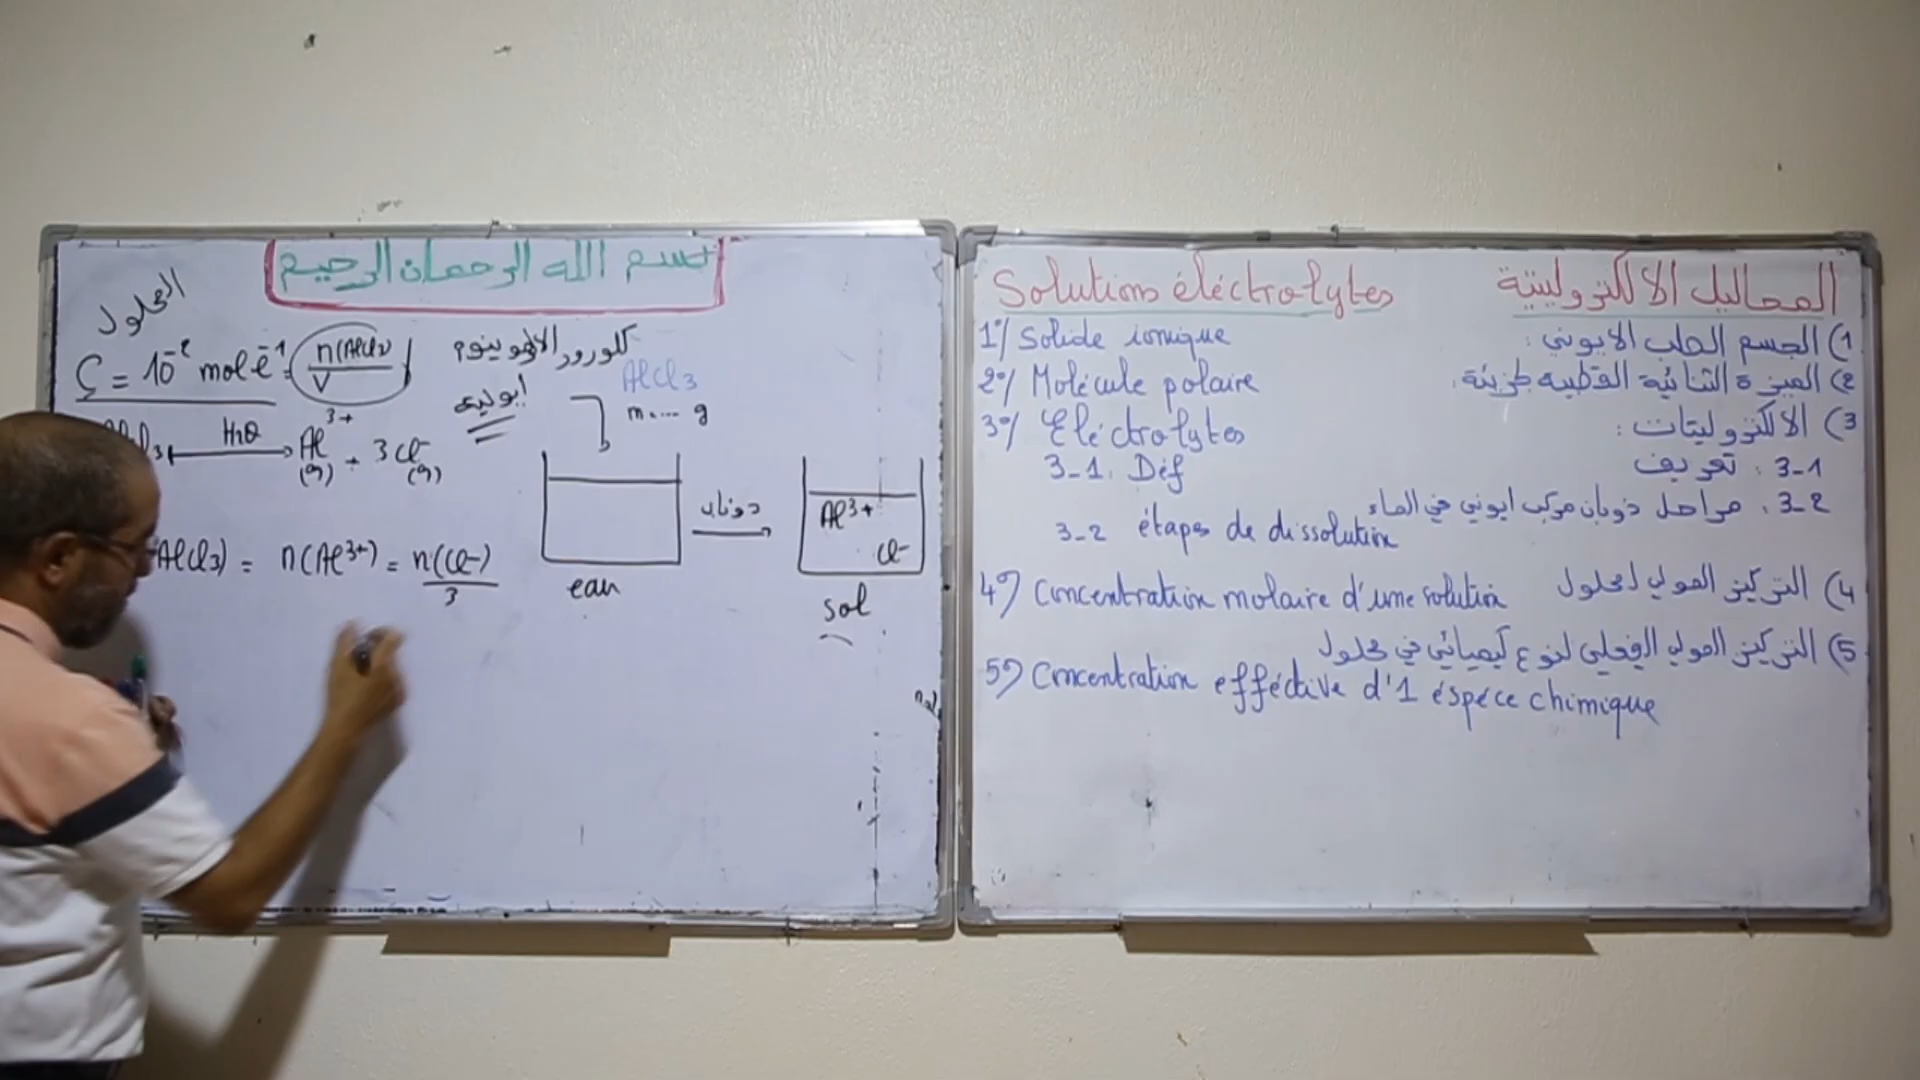 بسم الله الرحمان الرحيم
المحلول
C = 10⁻² mol l⁻¹ = n(AlCl₃) / V
كلورور الألومينيوم
AlCl₃
m.... g
H₂O
Al³⁺ + 3Cl⁻
(aq) (aq)
ذوبان
Al³⁺
Cl⁻
eau
sol
AlCl₃) = n(Al³⁺) = n(Cl⁻) / 3
Solutions éléctrolytes المحاليل الالكتروليتية
1°/ Solide ionique 1) الجسم الصلب الايوني :
2°/ Molécule polaire 2) الميزة الثنائية القطبية لجزيئة.
3°/ Eléctrolytes 3) الالكتروليتات :
3-1. Déf 3-1 . تعريف
3-2 . مراحل ذوبان مركب ايوني في الماء
3-2 étapes de dissolution
4°) Concentration molaire d'une solution 4) التركيز المولي لمحلول
5) التركيز المولي الفعلي لنوع كيميائي في محلول
5°) Concentration efféctive d'1 éspéce chimique